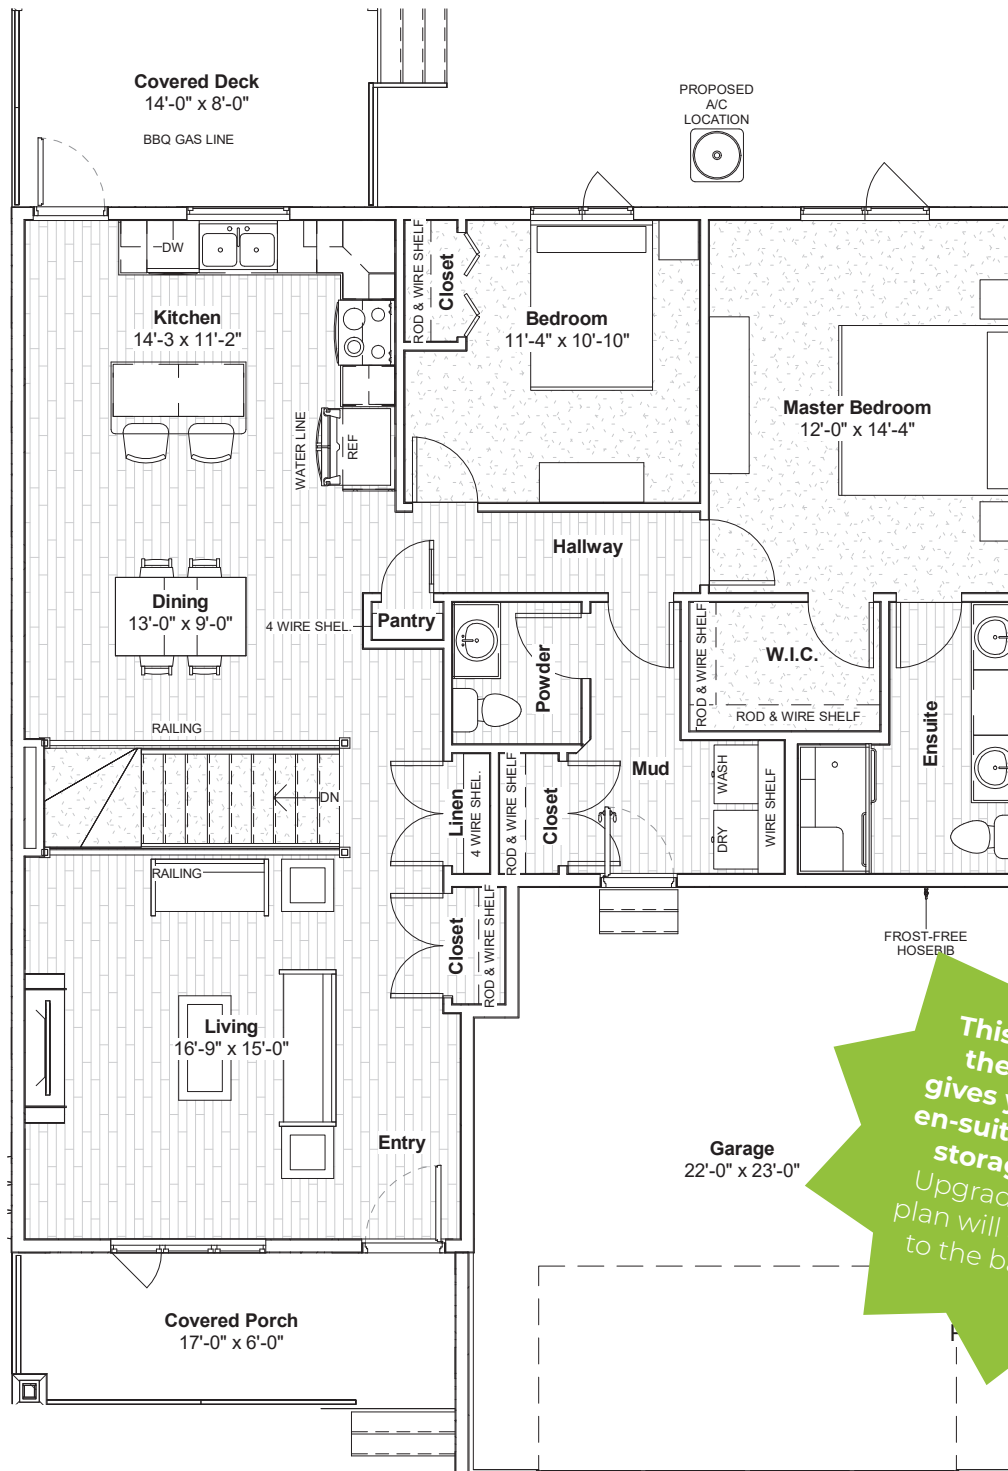 Covered Deck
14'-0" x 8'-0"
BBQ GAS LINE
PROPOSED
A/C
LOCATION
DW
Kitchen
14'-3 x 11'-2"
ROD & WIRE SHELF
Closet
Bedroom
11'-4" x 10'-10"
Master Bedroom
12'-0" x 14'-4"
WATER LINE
REF
Hallway
Dining
13'-0" x 9'-0"
4 WIRE SHEL.
Pantry
Powder
ROD & WIRE SHELF
W.I.C.
ROD & WIRE SHELF
Ensuite
RAILING
DN
Linen
4 WIRE SHEL.
ROD & WIRE SHELF
Closet
Mud
WASH
DRY
WIRE SHELF
RAILING
Closet
ROD & WIRE SHELF
FROST-FREE
HOSEBIB
Living
16'-9" x 15'-0"
Entry
Garage
22'-0" x 23'-0"
This
the
gives
en-suit
storag
Upgrad
plan will
to the ba
Covered Porch
17'-0" x 6'-0"